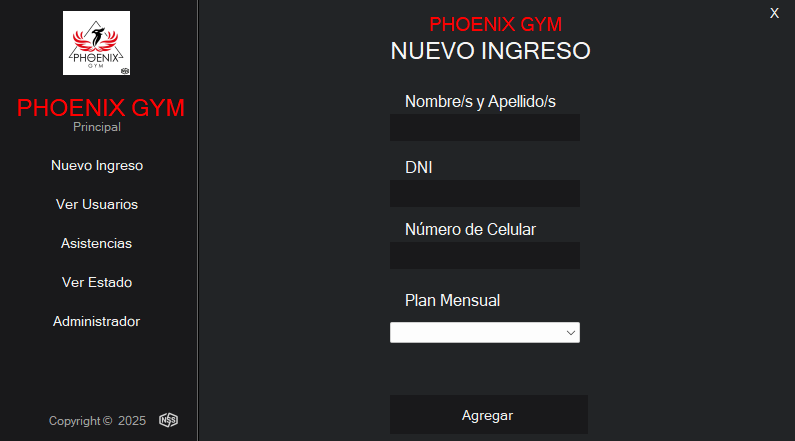 PHOENIX
GYM
PHOENIX GYM
Principal
Nuevo Ingreso
Ver Usuarios
Asistencias
Ver Estado
Administrador
Copyright © 2025
NSS
X
PHOENIX GYM
NUEVO INGRESO
Nombre/s y Apellido/s
DNI
Número de Celular
Plan Mensual
Agregar